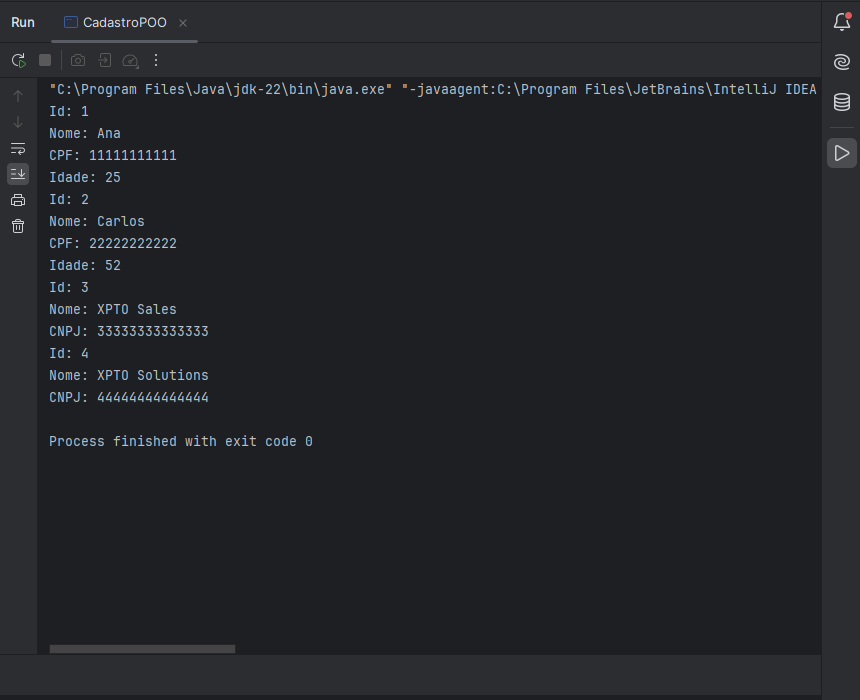 Run CadastroPOO
"C:\Program Files\Java\jdk-22\bin\java.exe" "-javaagent:C:\Program Files\JetBrains\IntelliJ IDEA
Id: 1
Nome: Ana
CPF: 11111111111
Idade: 25
Id: 2
Nome: Carlos
CPF: 22222222222
Idade: 52
Id: 3
Nome: XPTO Sales
CNPJ: 33333333333333
Id: 4
Nome: XPTO Solutions
CNPJ: 44444444444444
Process finished with exit code 0